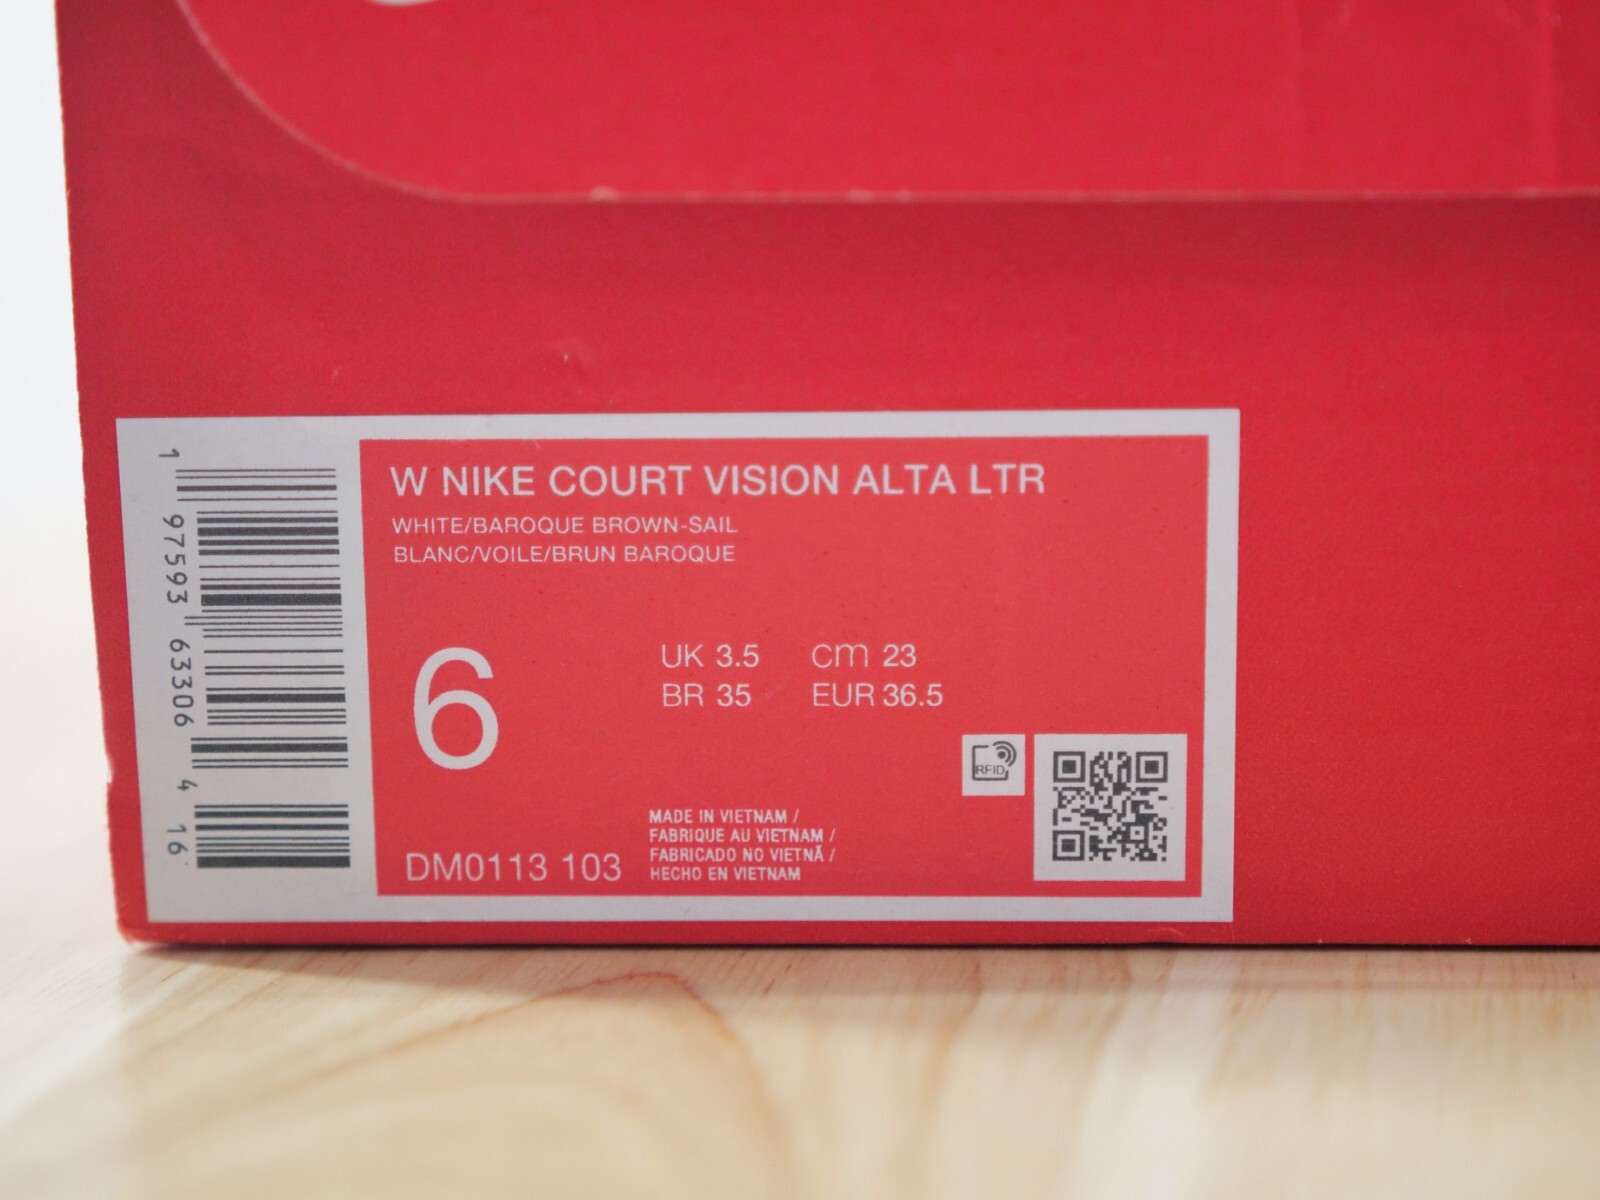 W NIKE COURT VISION ALTA LTR
WHITE/BAROQUE BROWN-SAIL
BLANC/VOILE/BRUN BAROQUE
6
UK 3.5 cm 23
BR 35 EUR 36.5
RFID
MADE IN VIETNAM /
FABRIQUE AU VIETNAM /
FABRICADO NO VIETNÃ /
HECHO EN VIETNAM
DM0113 103
1 97593 63306 4 16